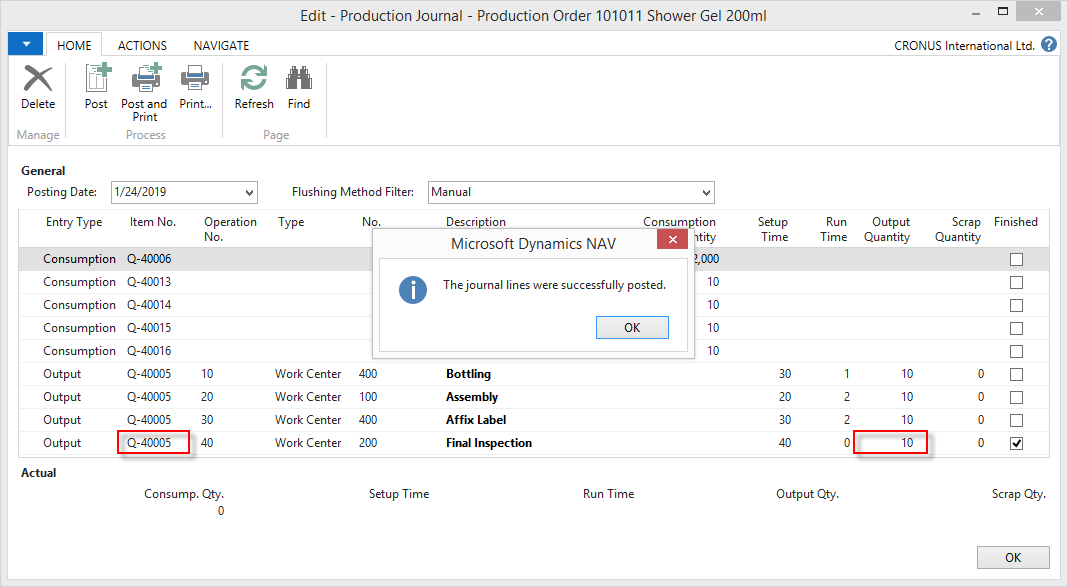 Edit - Production Journal - Production Order 101011 Shower Gel 200ml
HOME ACTIONS NAVIGATE CRONUS International Ltd. ?
Delete Post Post and Print Print... Refresh Find
Manage Process Page
General
Posting Date: 1/24/2019 Flushing Method Filter: Manual
Entry Type Item No. Operation No. Type No. Description Consumption Setup Time Run Time Output Quantity Scrap Quantity Finished
Consumption Q-40006
Consumption Q-40013 10
Consumption Q-40014 10
Consumption Q-40015 10
Consumption Q-40016 10
Microsoft Dynamics NAV
The journal lines were successfully posted.
OK
Output Q-40005 10 Work Center 400 Bottling 30 1 10 0
Output Q-40005 20 Work Center 100 Assembly 20 2 10 0
Output Q-40005 30 Work Center 400 Affix Label 30 2 10 0
Output Q-40005 40 Work Center 200 Final Inspection 40 0 10 0
Actual
Consump. Qty. Setup Time Run Time Output Qty. Scrap Qty.
0
OK